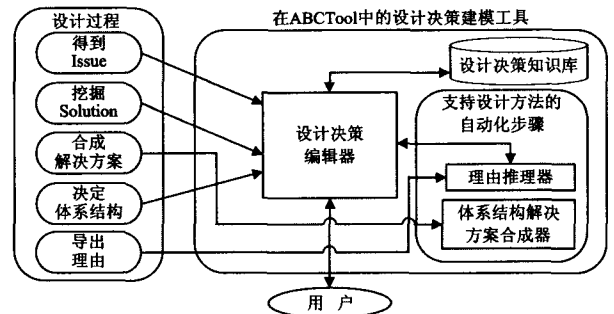 设计过程
得到
Issue
挖掘
Solution
合成
解决方案
决定
体系结构
导出
理由
在ABCTool中的设计决策建模工具
设计决策
编辑器
设计决策知识库
支持设计方法的
自动化步骤
理由推理器
体系结构解决
方案合成器
用 户